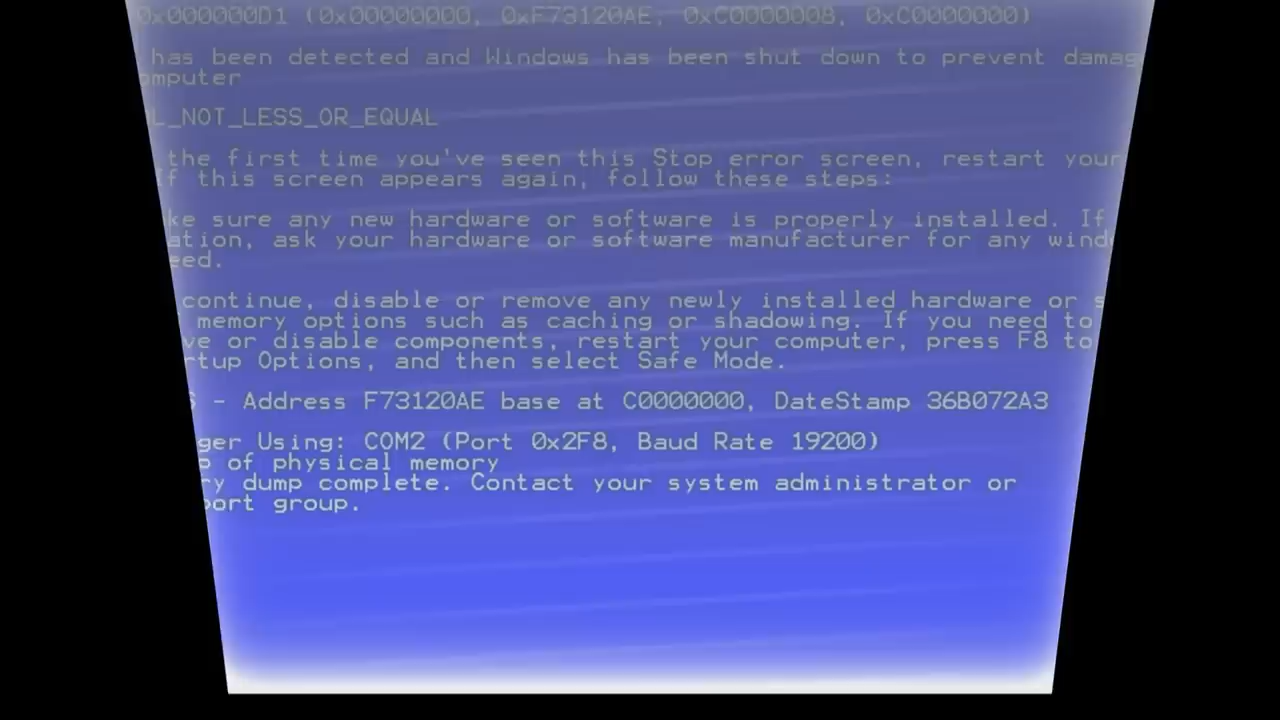 0x000000D1 (0x00000000, 0xF73120AE, 0xC0000008, 0xC0000000)
has been detected and Windows has been shut down to prevent damag
omputer
L_NOT_LESS_OR_EQUAL
the first time you've seen this Stop error screen, restart your
If this screen appears again, follow these steps:
ke sure any new hardware or software is properly installed. If
ation, ask your hardware or software manufacturer for any wind
eed.
continue, disable or remove any newly installed hardware or s
memory options such as caching or shadowing. If you need to
ve or disable components, restart your computer, press F8 to
rtup Options, and then select Safe Mode.
S - Address F73120AE base at C0000000, DateStamp 36B072A3
ger Using: COM2 (Port 0x2F8, Baud Rate 19200)
p of physical memory
ry dump complete. Contact your system administrator or
port group.